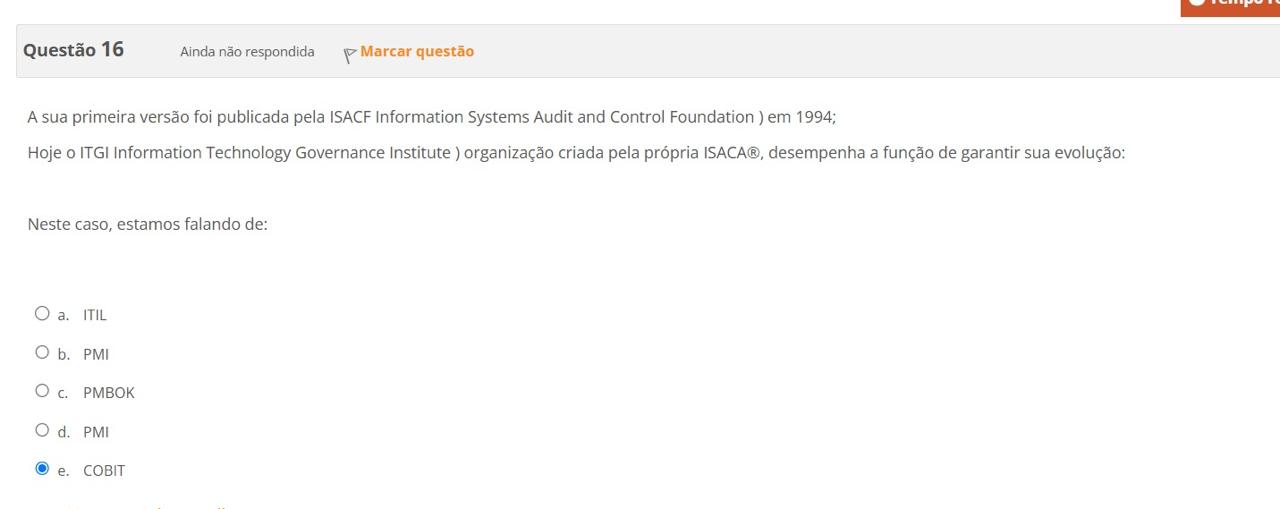 Questão 16 Ainda não respondida Marcar questão
A sua primeira versão foi publicada pela ISACF Information Systems Audit and Control Foundation ) em 1994;
Hoje o ITGI Information Technology Governance Institute ) organização criada pela própria ISACA®, desempenha a função de garantir sua evolução:
Neste caso, estamos falando de:
a. ITIL
b. PMI
c. PMBOK
d. PMI
e. COBIT